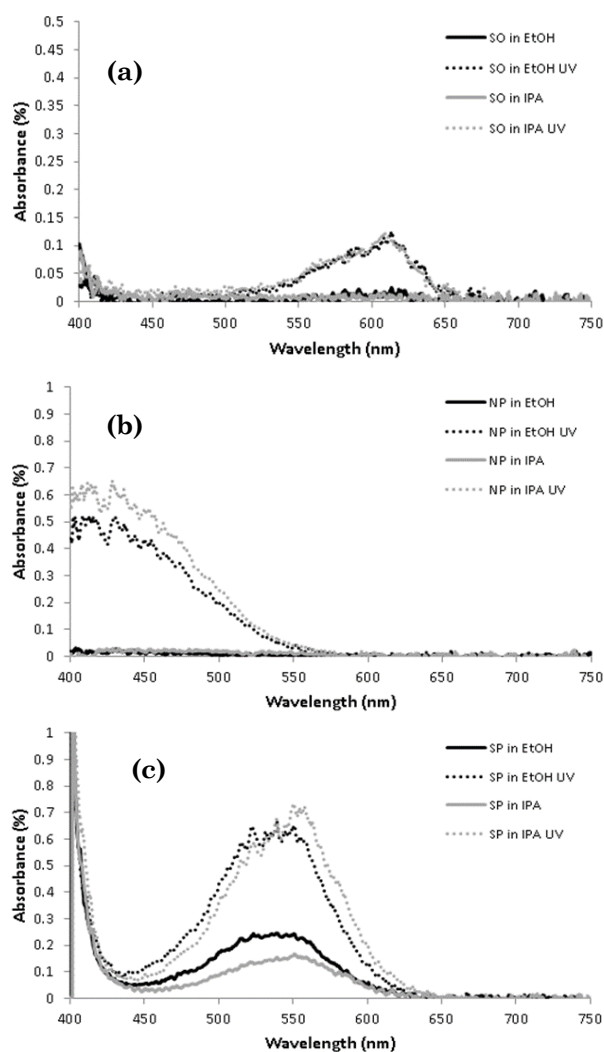 0.5
0.45
0.4
0.35
0.3
0.25
0.2
0.15
0.1
0.05
0
Absorbance (%)
(a)
SO in EtOH
SO in EtOH UV
SO in IPA
SO in IPA UV
400 450 500 550 600 650 700 750
Wavelength (nm)
1
0.9
0.8
0.7
0.6
0.5
0.4
0.3
0.2
0.1
0
Absorbance (%)
(b)
NP in EtOH
NP in EtOH UV
NP in IPA
NP in IPA UV
400 450 500 550 600 650 700 750
Wavelength (nm)
1
0.9
0.8
0.7
0.6
0.5
0.4
0.3
0.2
0.1
0
Absorbance (%)
(c)
SP in EtOH
SP in EtOH UV
SP in IPA
SP in IPA UV
400 450 500 550 600 650 700 750
Wavelength (nm)